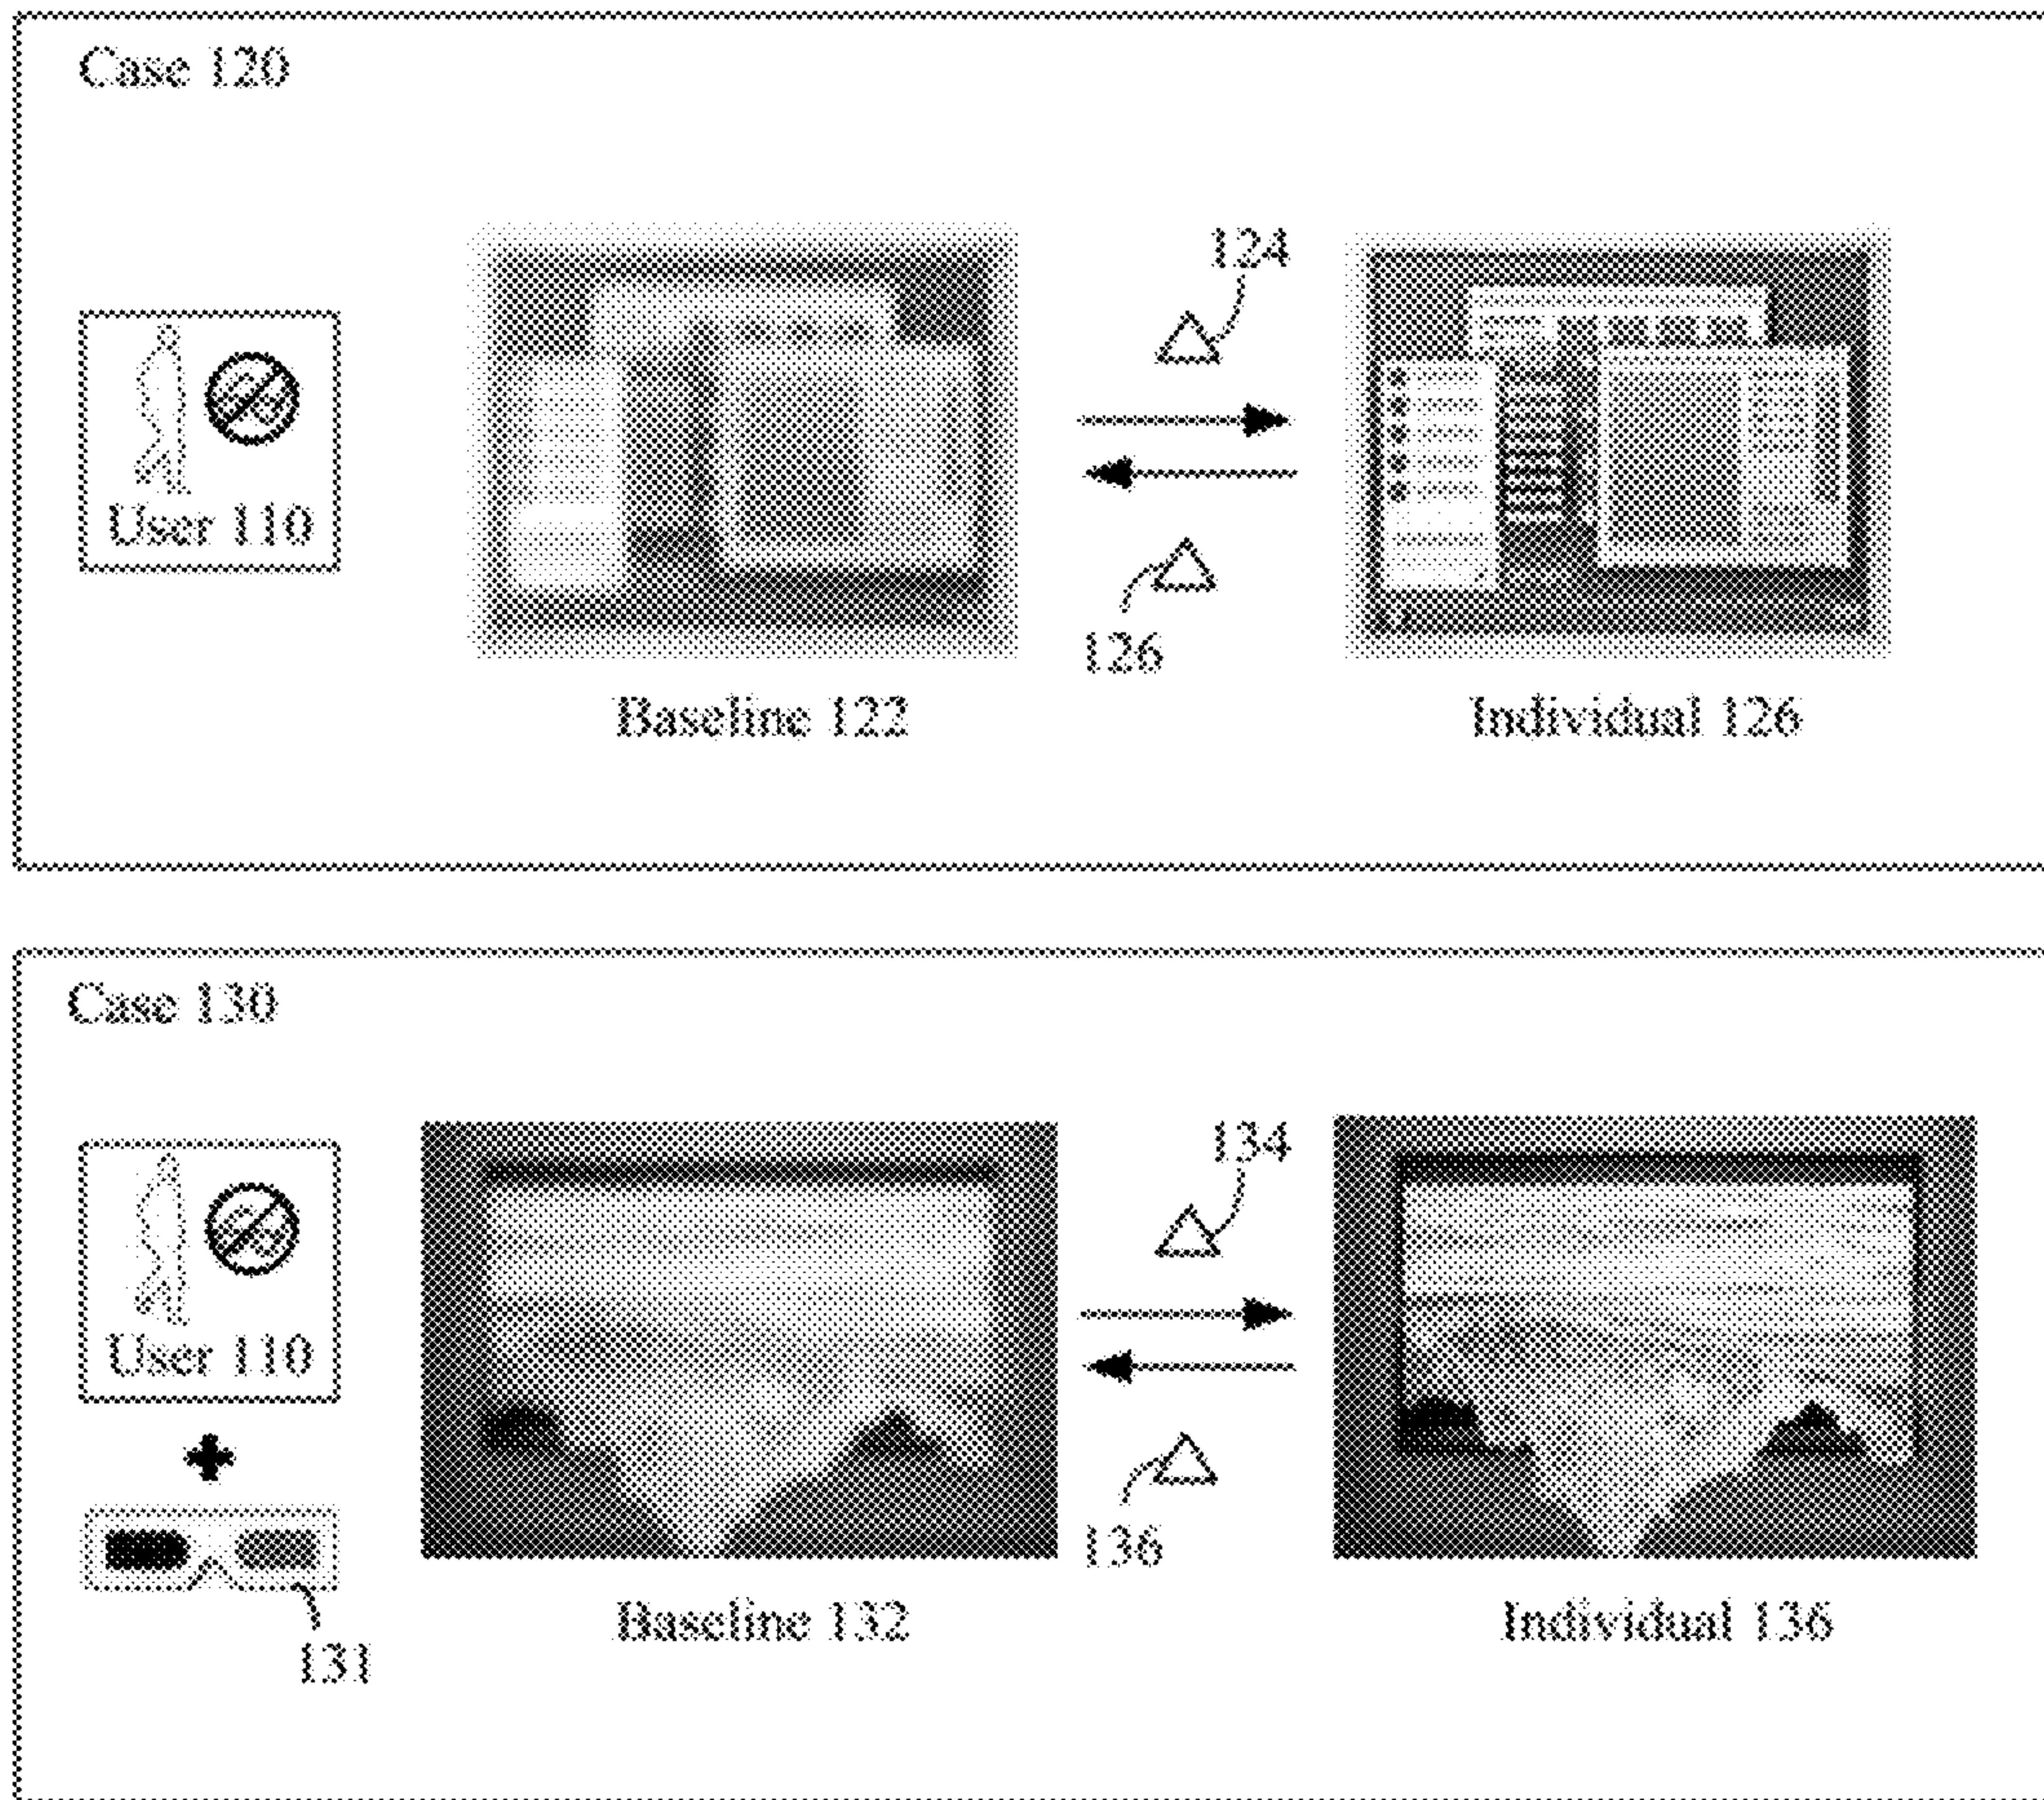 Case 120
124
User 110
126
Baseline 122
Individual 126
Case 130
134
User 110
136
Baseline 132
Individual 136
131